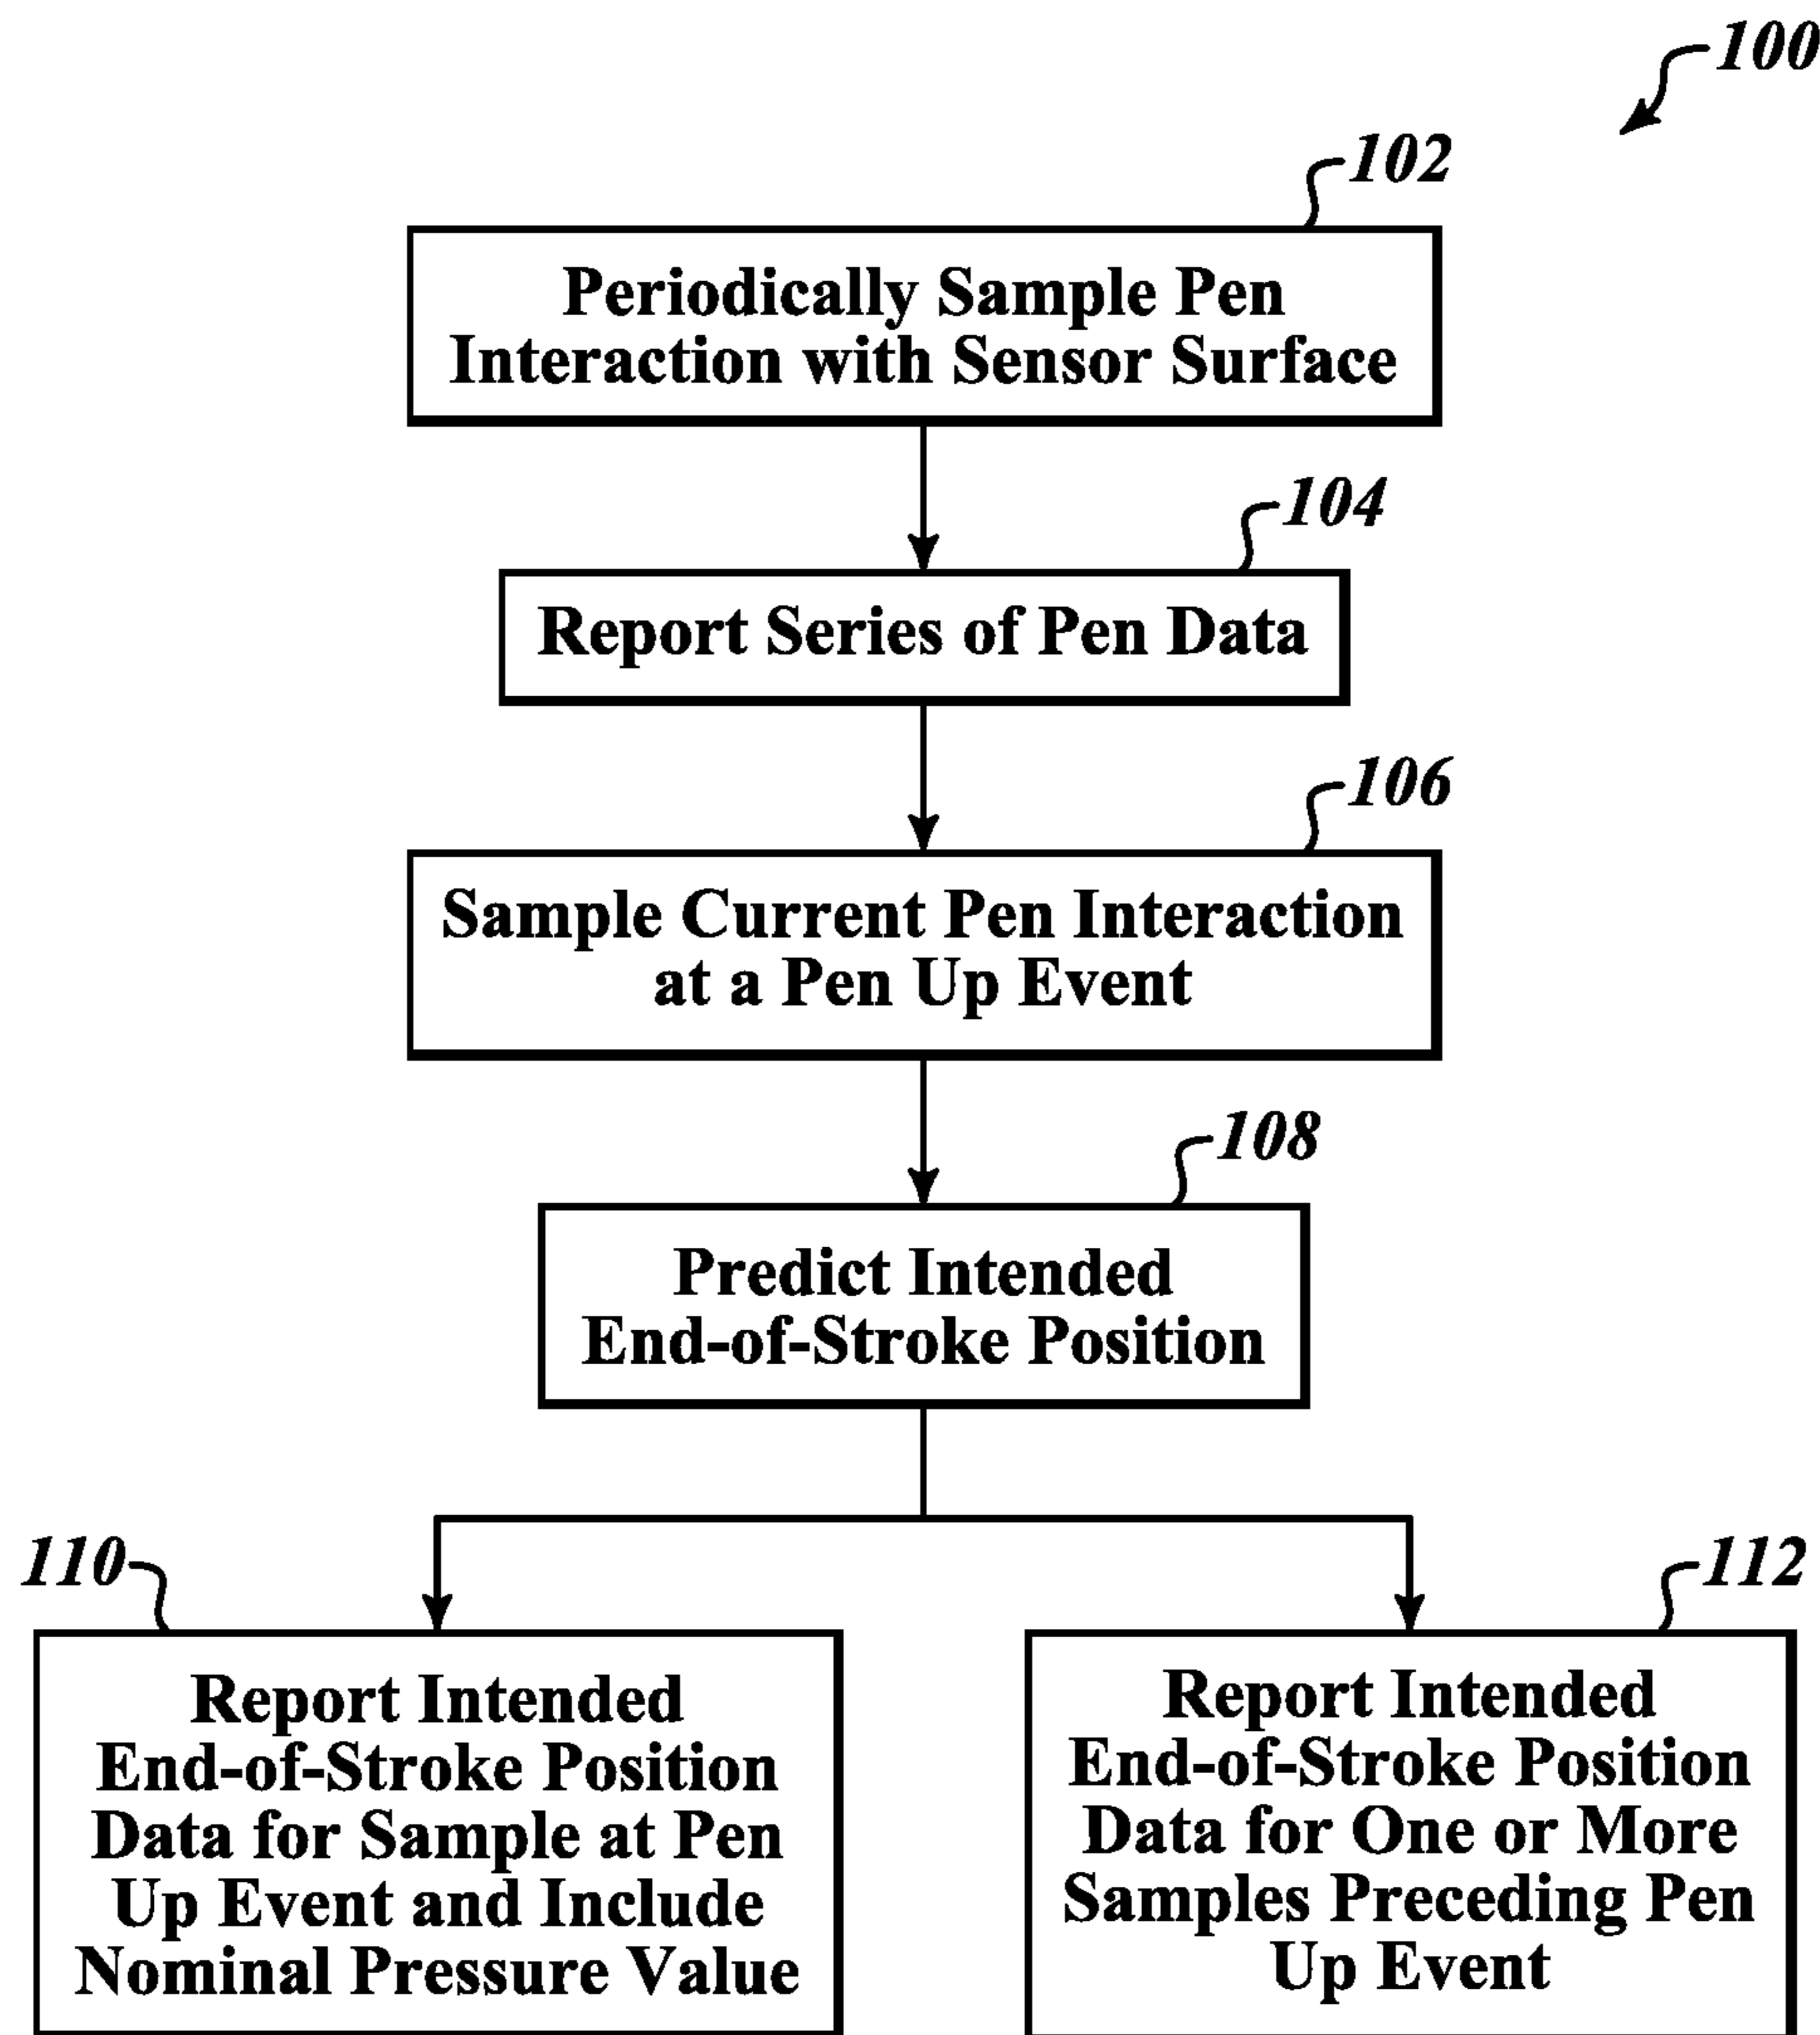 100
102
Periodically Sample Pen
Interaction with Sensor Surface
104
Report Series of Pen Data
106
Sample Current Pen Interaction
at a Pen Up Event
108
Predict Intended
End-of-Stroke Position
110
Report Intended
End-of-Stroke Position
Data for Sample at Pen
Up Event and Include
Nominal Pressure Value
112
Report Intended
End-of-Stroke Position
Data for One or More
Samples Preceding Pen
Up Event